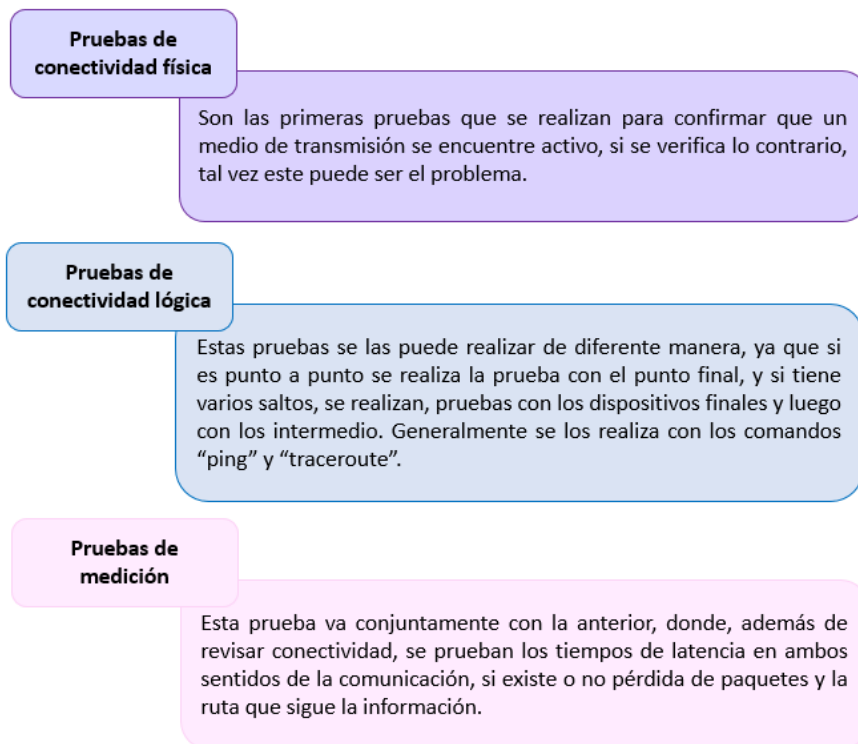 Pruebas de
conectividad física
Son las primeras pruebas que se realizan para confirmar que un
medio de transmisión se encuentre activo, si se verifica lo contrario,
tal vez este puede ser el problema.
Pruebas de
conectividad lógica
Estas pruebas se las puede realizar de diferente manera, ya que si
es punto a punto se realiza la prueba con el punto final, y si tiene
varios saltos, se realizan, pruebas con los dispositivos finales y luego
con los intermedio. Generalmente se los realiza con los comandos
“ping” y “traceroute”.
Pruebas de
medición
Esta prueba va conjuntamente con la anterior, donde, además de
revisar conectividad, se prueban los tiempos de latencia en ambos
sentidos de la comunicación, si existe o no pérdida de paquetes y la
ruta que sigue la información.